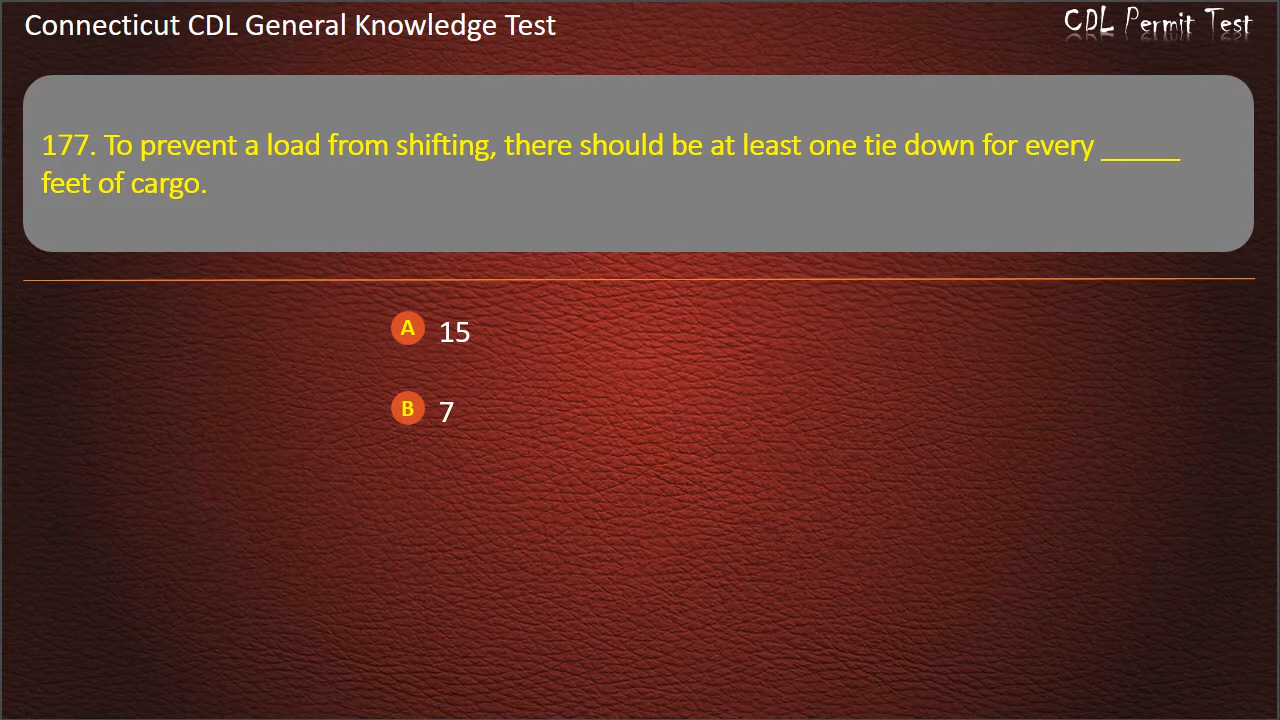 Connecticut CDL General Knowledge Test
CDL Permit Test
177. To prevent a load from shifting, there should be at least one tie down for every _____
feet of cargo.
A 15
B 7